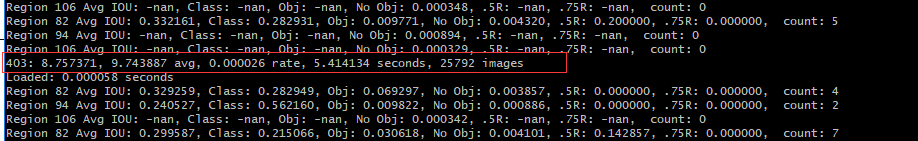 Region 106 Avg IOU: -nan, Class: -nan, Obj: -nan, No Obj: 0.000348, .5R: -nan, .75R: -nan,  count: 0
Region 82 Avg IOU: 0.332161, Class: 0.282931, Obj: 0.009771, No Obj: 0.004320, .5R: 0.200000, .75R: 0.000000,  count: 5
Region 94 Avg IOU: -nan, Class: -nan, Obj: -nan, No Obj: 0.000894, .5R: -nan, .75R: -nan,  count: 0
Region 106 Avg IOU: -nan, Class: -nan, Obj: -nan, No Obj: 0.000329, .5R: -nan, .75R: -nan,  count: 0
403: 8.757371, 9.743887 avg, 0.000026 rate, 5.414134 seconds, 25792 images
Loaded: 0.000058 seconds
Region 82 Avg IOU: 0.329259, Class: 0.282949, Obj: 0.069297, No Obj: 0.003857, .5R: 0.000000, .75R: 0.000000,  count: 4
Region 94 Avg IOU: 0.240527, Class: 0.562160, Obj: 0.009822, No Obj: 0.000886, .5R: 0.000000, .75R: 0.000000,  count: 2
Region 106 Avg IOU: -nan, Class: -nan, Obj: -nan, No Obj: 0.000342, .5R: -nan, .75R: -nan,  count: 0
Region 82 Avg IOU: 0.299587, Class: 0.215066, Obj: 0.030618, No Obj: 0.004101, .5R: 0.142857, .75R: 0.000000,  count: 7